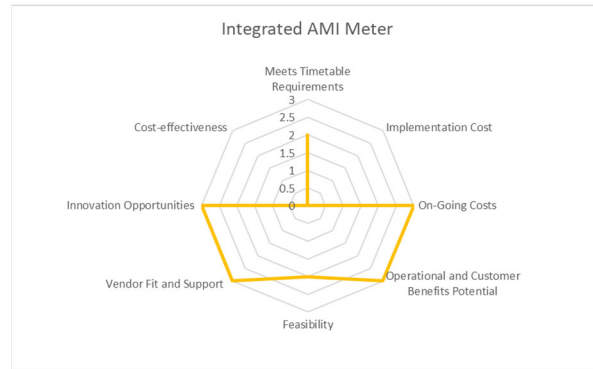 Integrated AMI Meter
Meets Timetable
Requirements
3
2.5
2
1.5
1
0.5
0
Implementation Cost
On-Going Costs
Operational and Customer
Benefits Potential
Feasibility
Vendor Fit and Support
Innovation Opportunities
Cost-effectiveness